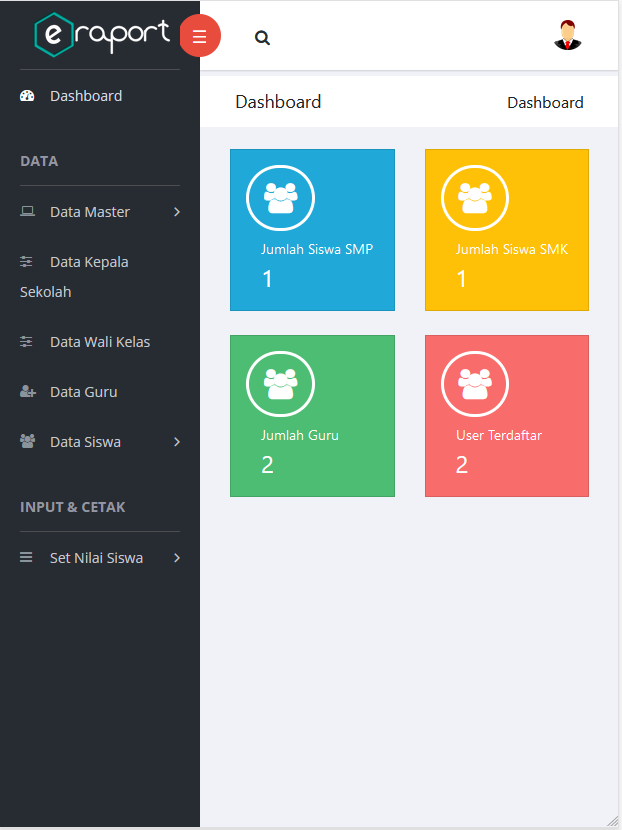 eraport
Dashboard
DATA
Data Master
Data Kepala
Sekolah
Data Wali Kelas
Data Guru
Data Siswa
INPUT & CETAK
Set Nilai Siswa
Dashboard
Dashboard
Jumlah Siswa SMP
1
Jumlah Siswa SMK
1
Jumlah Guru
2
User Terdaftar
2